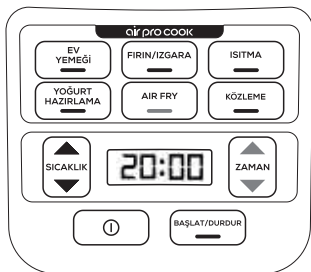 air pro cook
EV
YEMEĞİ
FIRIN/IZGARA
ISITMA
YOĞURT
HAZIRLAMA
AIR FRY
KÖZLEME
SICAKLIK
20:00
ZAMAN
BAŞLAT/DURDUR